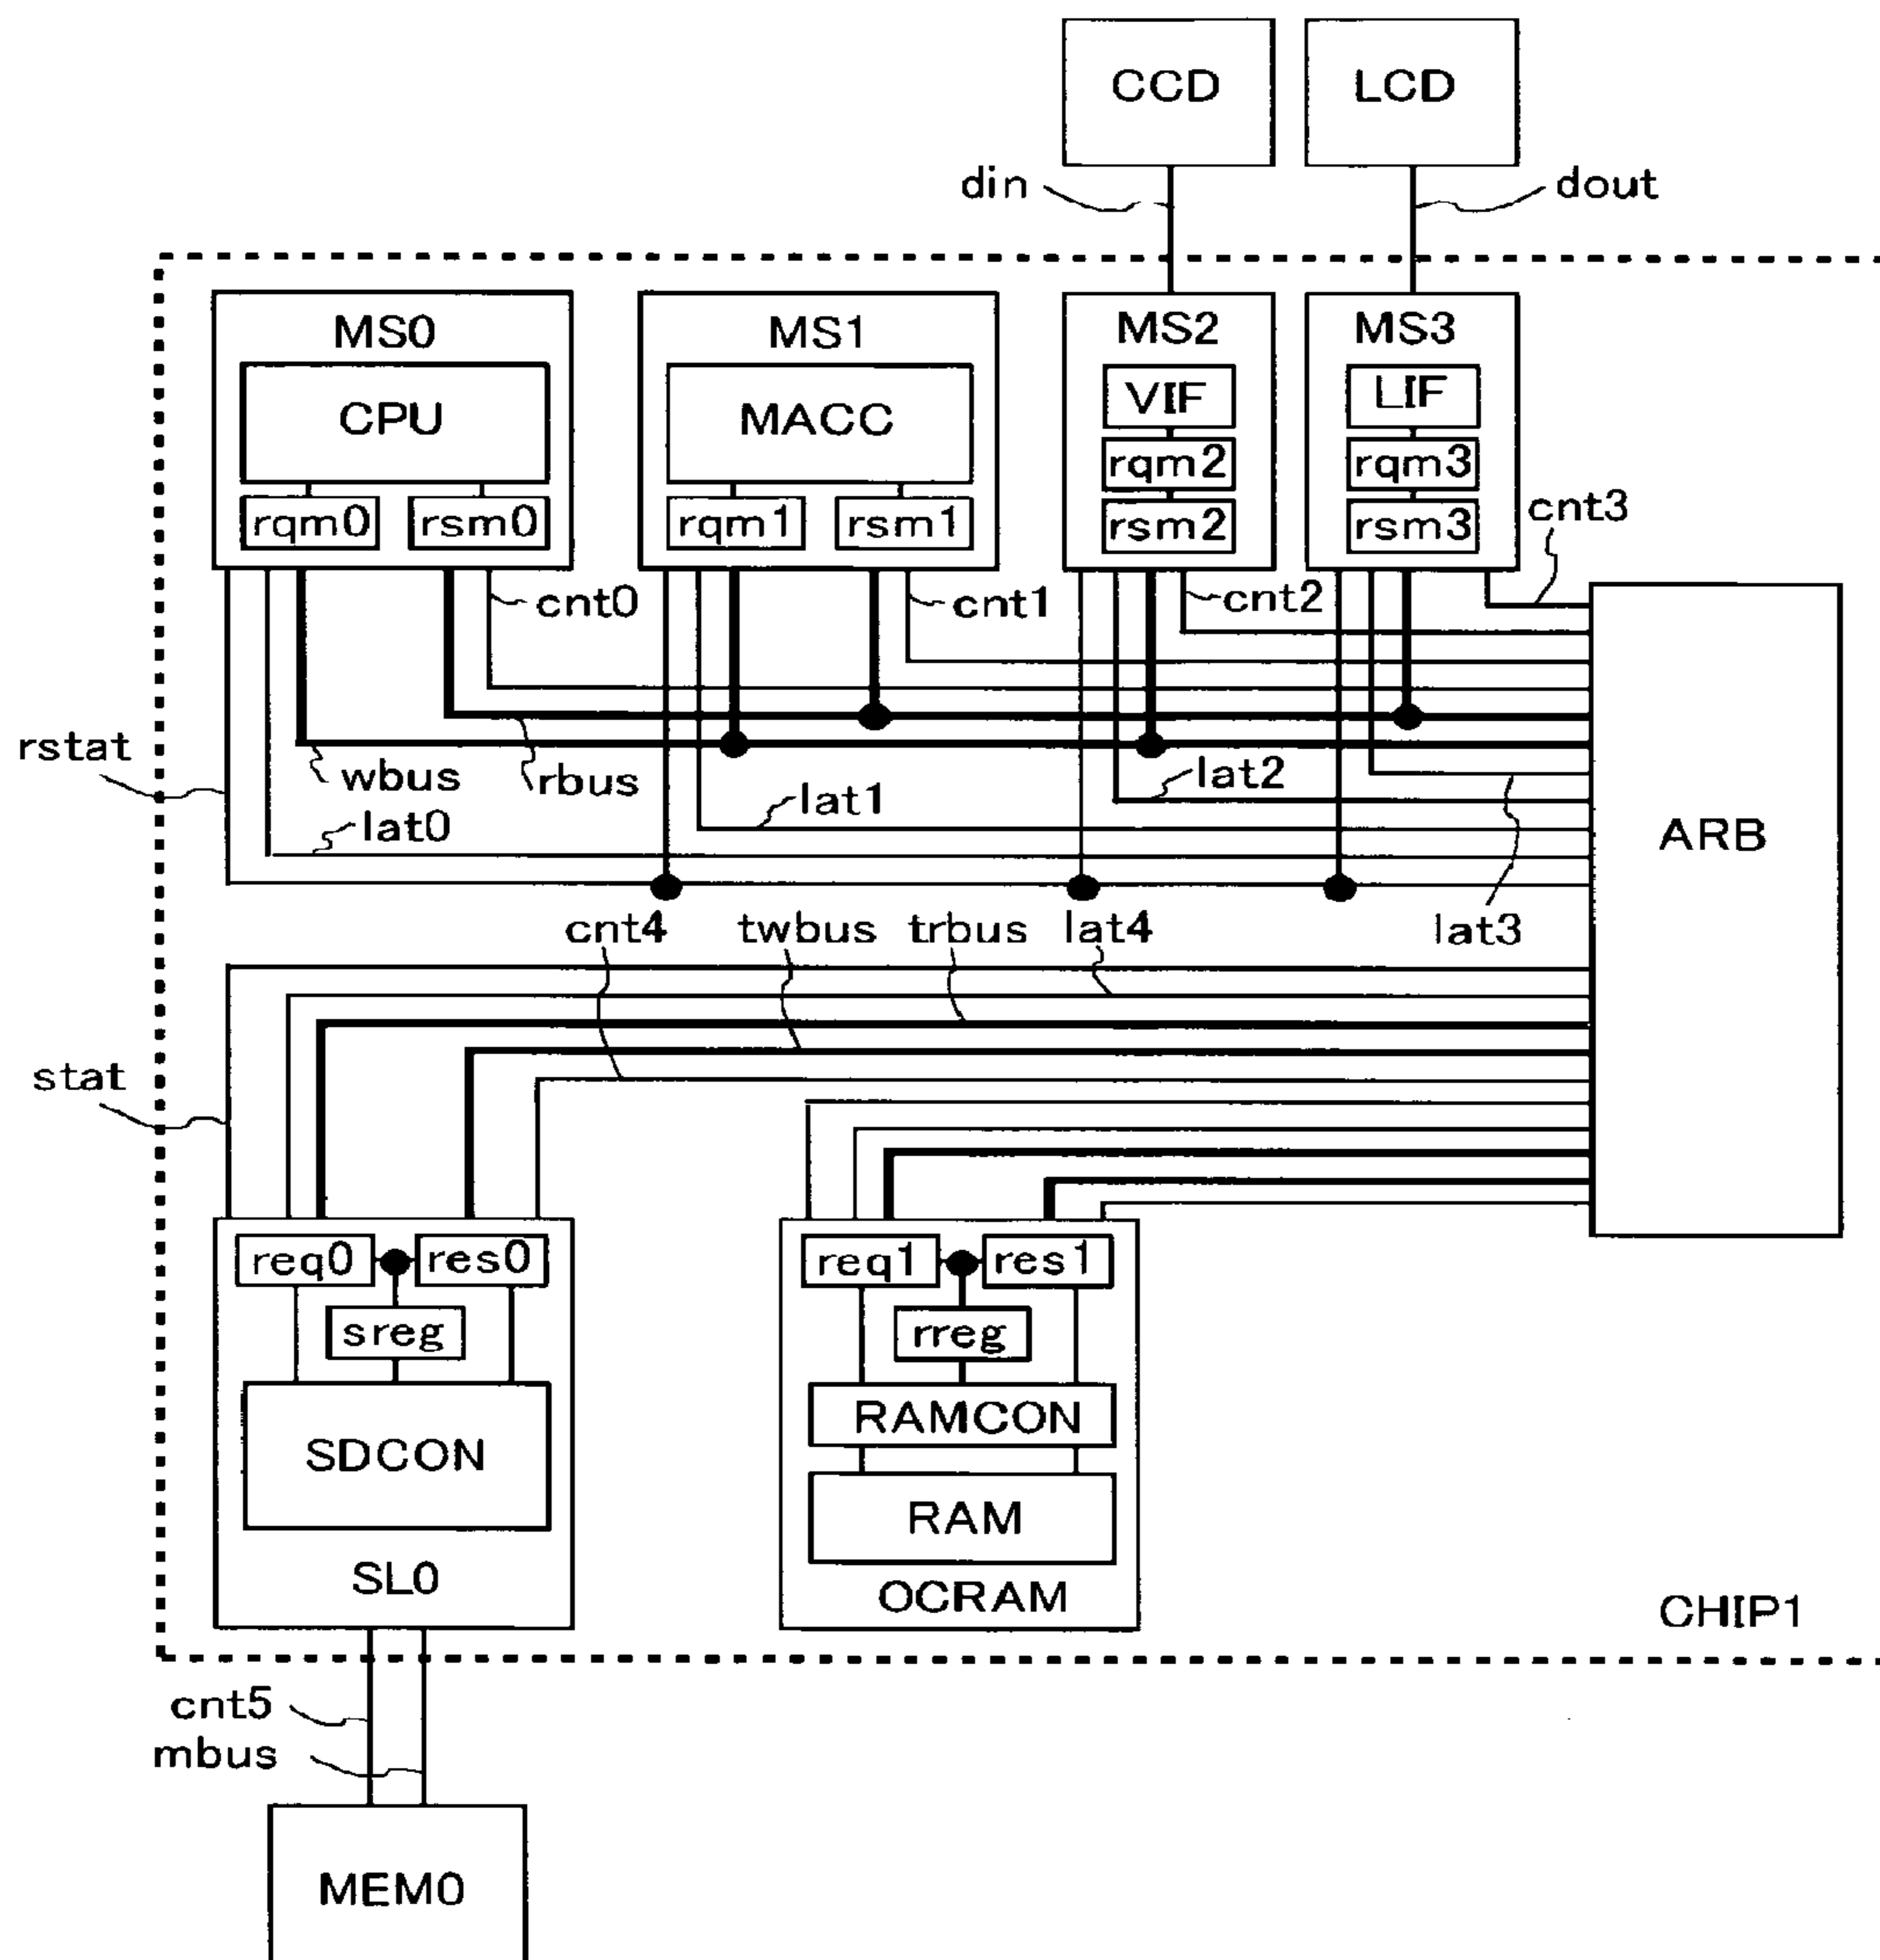 CCD LCD
din dout
MS0 MS1 MS2 MS3
CPU MACC VIF LIF
rqm2 rqm3
rqm0 rsm0 rqm1 rsm1 rsm2 rsm3 cnt3
cnt0 cnt1 cnt2
rstat wbus rbus lat2
lat0 lat1 ARB
cnt4 twbus trbus lat4 lat3
stat
req0 res0 req1 res1
sreg rreg
SDCON RAMCON
RAM
SL0 OCRAM CHIP1
cnt5
mbus
MEM0